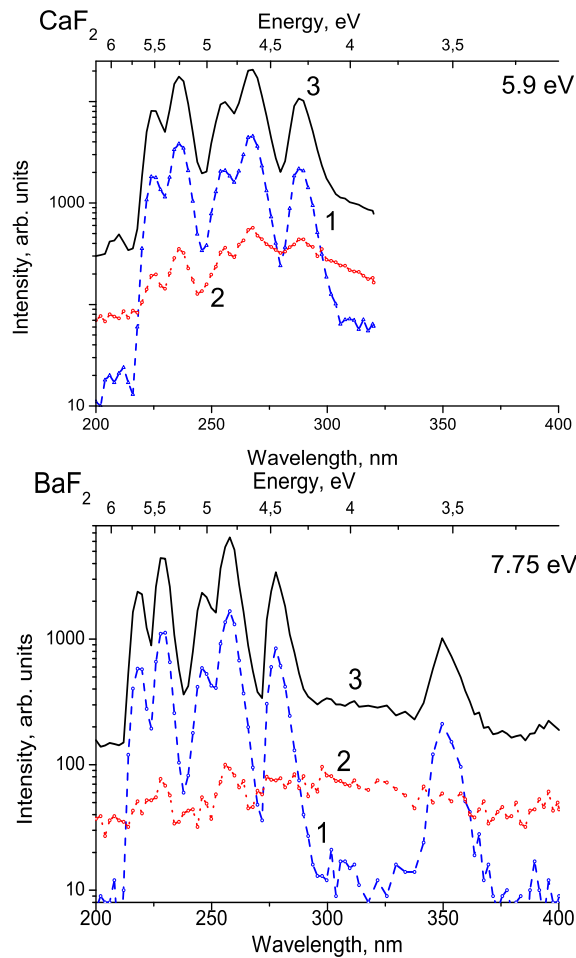 CaF2
Energy, eV
6 5,5 5 4,5 4 3,5
5.9 eV
3
1000
1
2
10
Intensity, arb. units
200 250 300 350 400
Wavelength, nm
BaF2
Energy, eV
6 5,5 5 4,5 4 3,5
7.75 eV
1000
3
2
100
1
10
Intensity, arb. units
200 250 300 350 400
Wavelength, nm